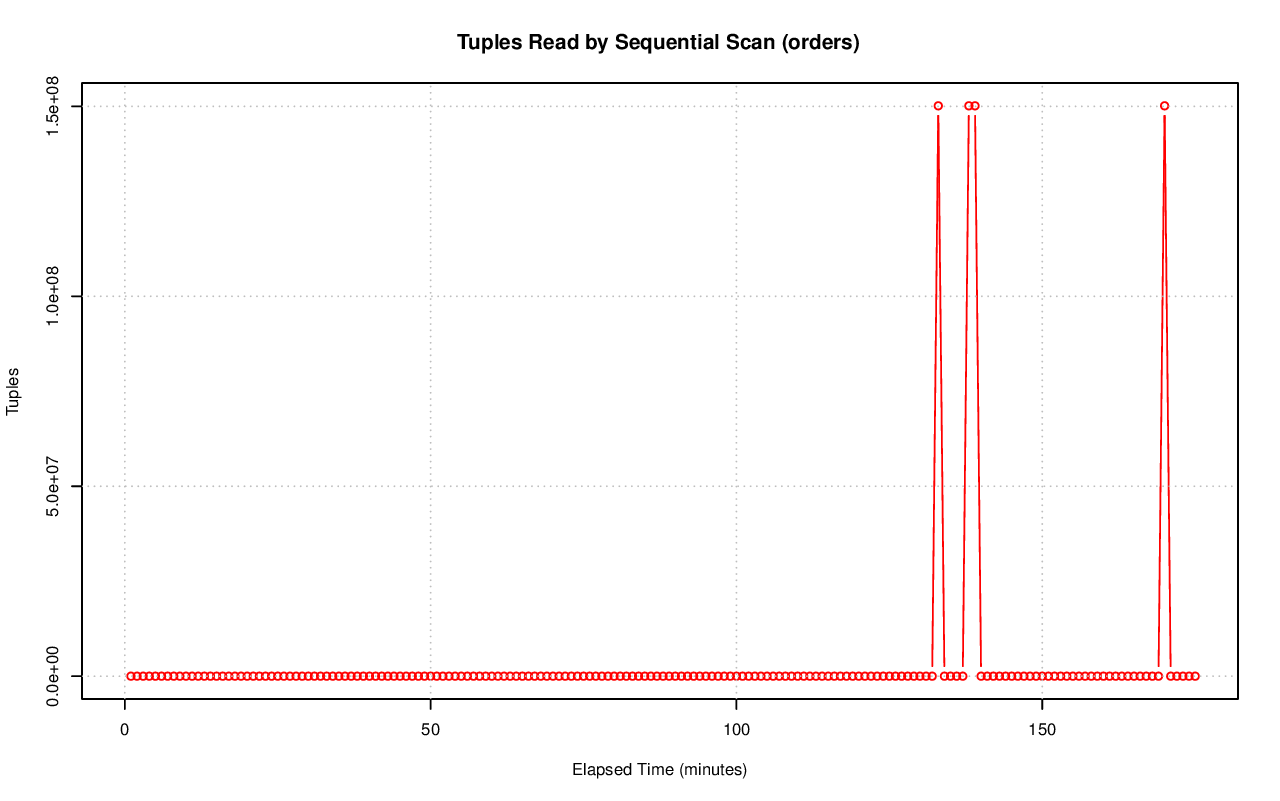 Tuples Read by Sequential Scan (orders)
1.5e+08
1.0e+08
5.0e+07
0.0e+00
Tuples
0 50 100 150
Elapsed Time (minutes)